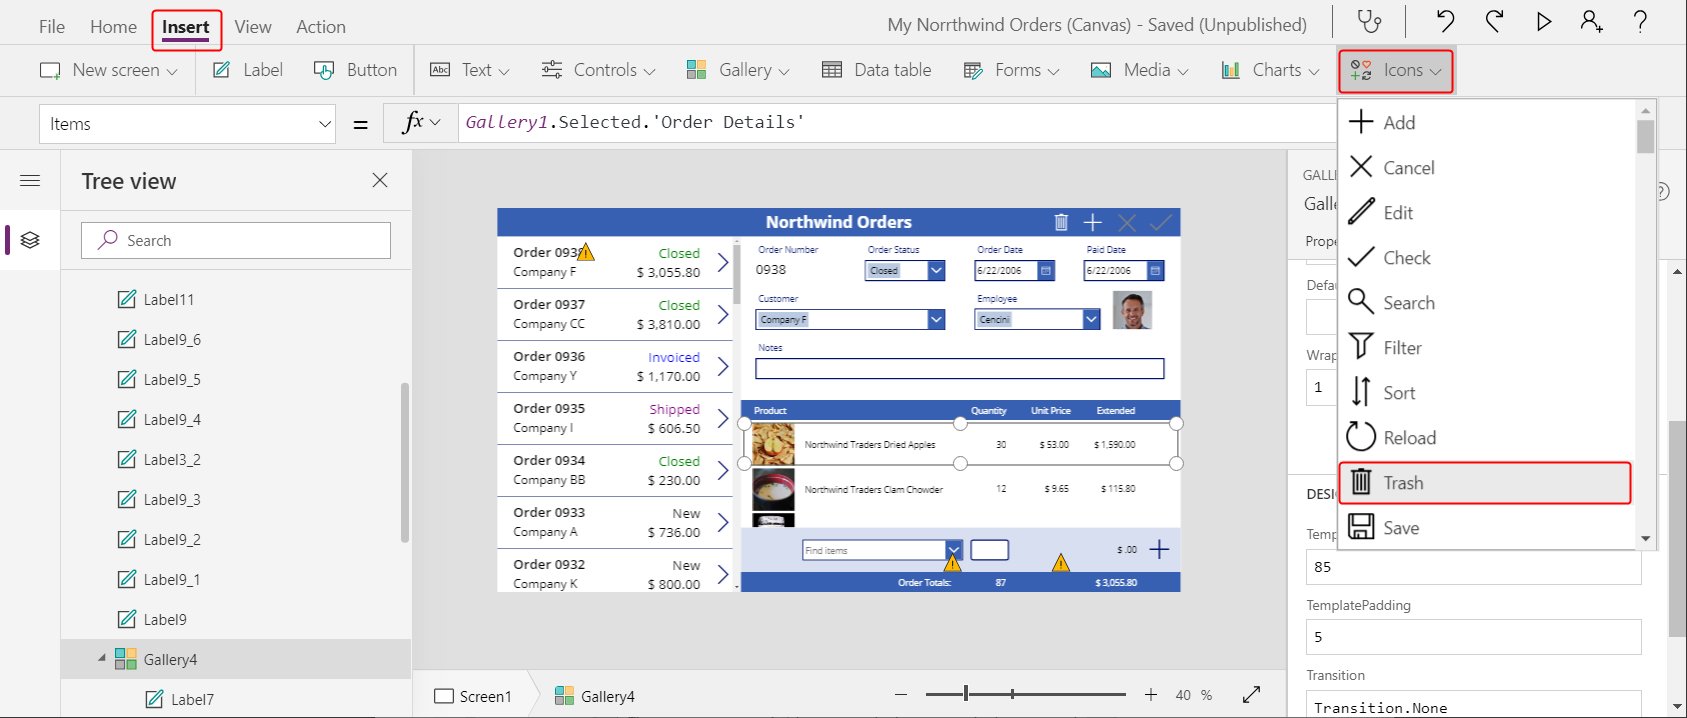 File Home Insert View Action My Norrthwind Orders (Canvas) - Saved (Unpublished) ?
New screen Label Button Abc Text Controls Gallery Data table Forms Media Charts Icons
Items = fx Gallery1.Selected.'Order Details'
Tree view
Search
Label11
Label9_6
Label9_5
Label9_4
Label3_2
Label9_3
Label9_2
Label9_1
Label9
Gallery4
Label7
Northwind Orders
Order 0938 Closed
Company F $ 3,055.80
Order 0937 Closed
Company CC $ 3,810.00
Order 0936 Invoiced
Company Y $ 1,170.00
Order 0935 Shipped
Company I $ 606.50
Order 0934 Closed
Company BB $ 230.00
Order 0933 New
Company A $ 736.00
Order 0932 New
Company K $ 800.00
Order Number Order Status Order Date Paid Date
0938 Closed 6/22/2006 6/22/2006
Customer Employee
Company F Cencini
Notes
Product Quantity Unit Price Extended
Northwind Traders Dried Apples 30 $ 53.00 $ 1,590.00
Northwind Traders Clam Chowder 12 $ 9.65 $ 115.80
Find items $ .00
Order Totals: 87 $ 3,055.80
Screen1 Gallery4 40 %
Add
Cancel
Edit
Check
Search
Filter
Sort
Reload
Trash
Save
GALL
Galle
Prope
Defau
Wrap
1
DESI
Temp
85
TemplatePadding
5
Transition
Transition.None